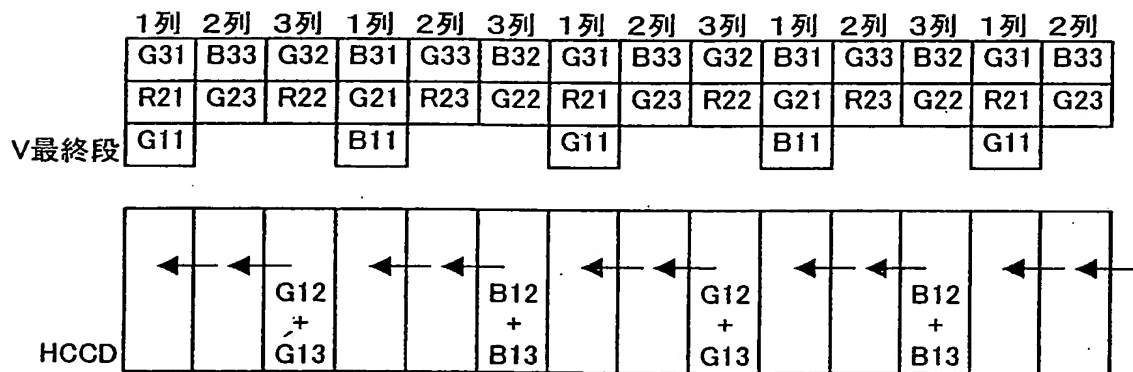 1列 2列 3列 1列 2列 3列 1列 2列 3列 1列 2列 3列 1列 2列
G31 B33 G32 B31 G33 B32 G31 B33 G32 B31 G33 B32 G31 B33
R21 G23 R22 G21 R23 G22 R21 G23 R22 G21 R23 G22 R21 G23
V最終段 G11 B11 G11 B11 G11
G12 B12 G12 B12
+ + + +
HCCD G13 B13 G13 B13